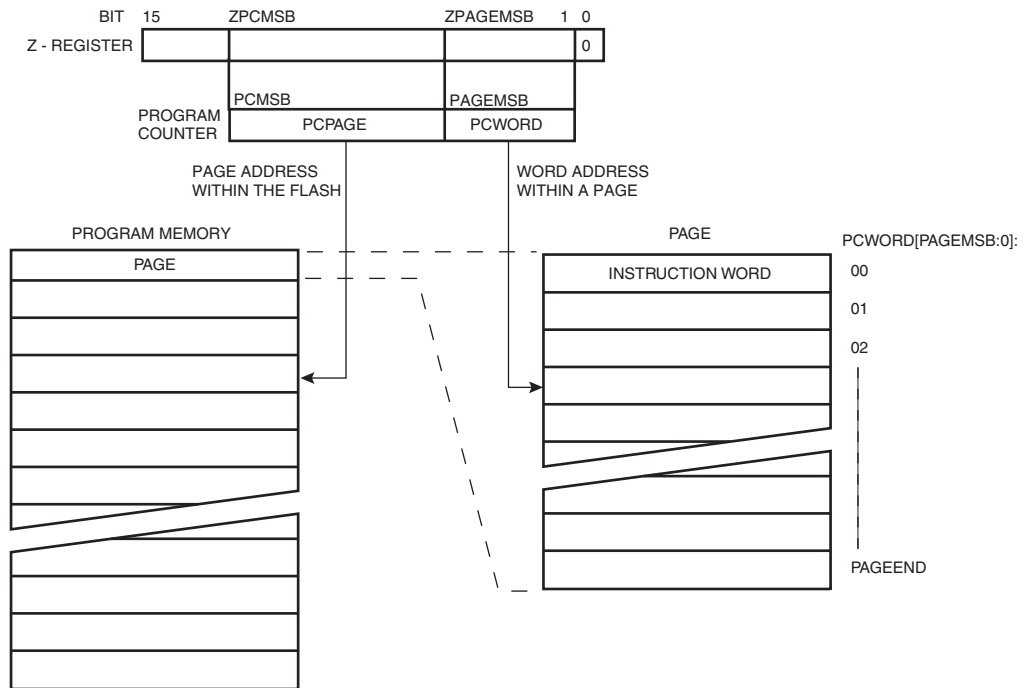 BIT 15 ZPCMSB ZPAGEMSB 1 0
Z - REGISTER 0
PCMSB PAGEMSB
PROGRAM
COUNTER
PCPAGE PCWORD
PAGE ADDRESS
WITHIN THE FLASH
WORD ADDRESS
WITHIN A PAGE
PROGRAM MEMORY
PAGE
PAGE
PCWORD[PAGEMSB:0]:
INSTRUCTION WORD
00
01
02
PAGEEND